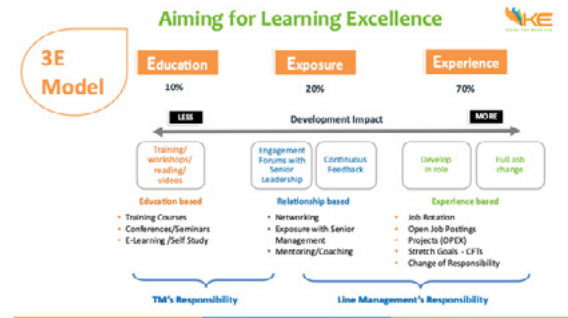 Aiming for Learning Excellence
KE
3E
Model
Education
Exposure
Experience
10%
20%
70%
LESS
Development Impact
MORE
Training/
workshops/
reading/
videos
Engagement
Forums with
Senior
Leadership
Continuous
Feedback
Develop
in role
Full Job
change
Education based
Relationship based
Experience based
• Training Courses
• Conferences/Seminars
• E-Learning /Self Study
• Networking
• Exposure with Senior
Management
• Mentoring/Coaching
• Job Rotation
• Open Job Postings
• Projects (OPEX)
• Stretch Goals - CFTs
• Change of Responsibility
TM's Responsibility
Line Management's Responsibility